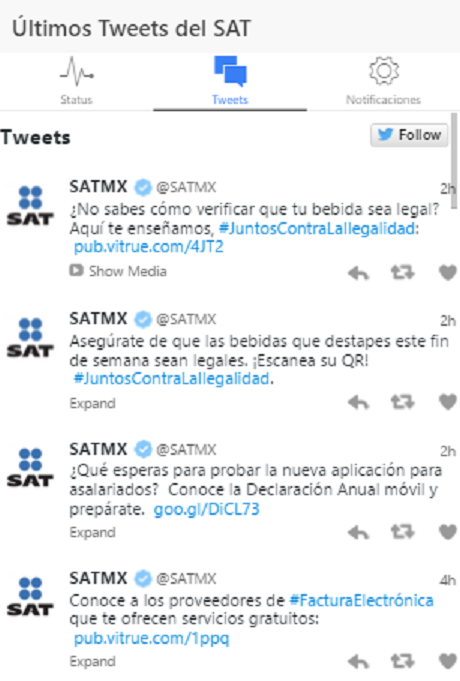 Últimos Tweets del SAT
Status
Tweets
Notificaciones
Tweets
Follow
SAT
SATMX @SATMX 2h
¿No sabes cómo verificar que tu bebida sea legal?
Aquí te enseñamos, #JuntosContraLaIlegalidad:
pub.vitrue.com/4JT2
Show Media
SAT
SATMX @SATMX 2h
Asegúrate de que las bebidas que destapes este fin
de semana sean legales. ¡Escanea su QR!
#JuntosContraLaIlegalidad.
Expand
SAT
SATMX @SATMX 2h
¿Qué esperas para probar la nueva aplicación para
asalariados? Conoce la Declaración Anual móvil y
prepárate. goo.gl/DiCL73
Expand
SAT
SATMX @SATMX 4h
Conoce a los proveedores de #FacturaElectrónica
que te ofrecen servicios gratuitos:
pub.vitrue.com/1ppq
Expand